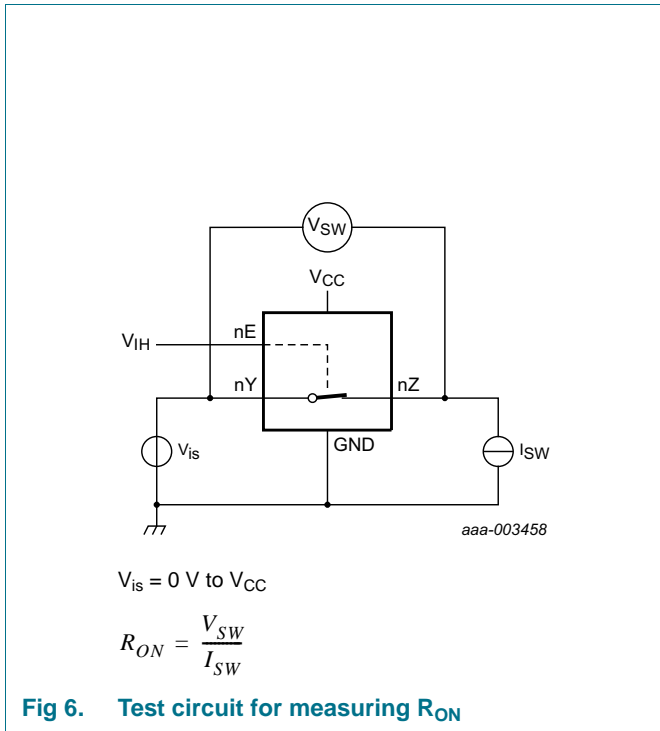 VSW
VCC
VIH
nE
nY
nZ
GND
Vis
ISW
aaa-003458
Vis = 0 V to VCC
RON = VSW / ISW
Fig 6. Test circuit for measuring RON